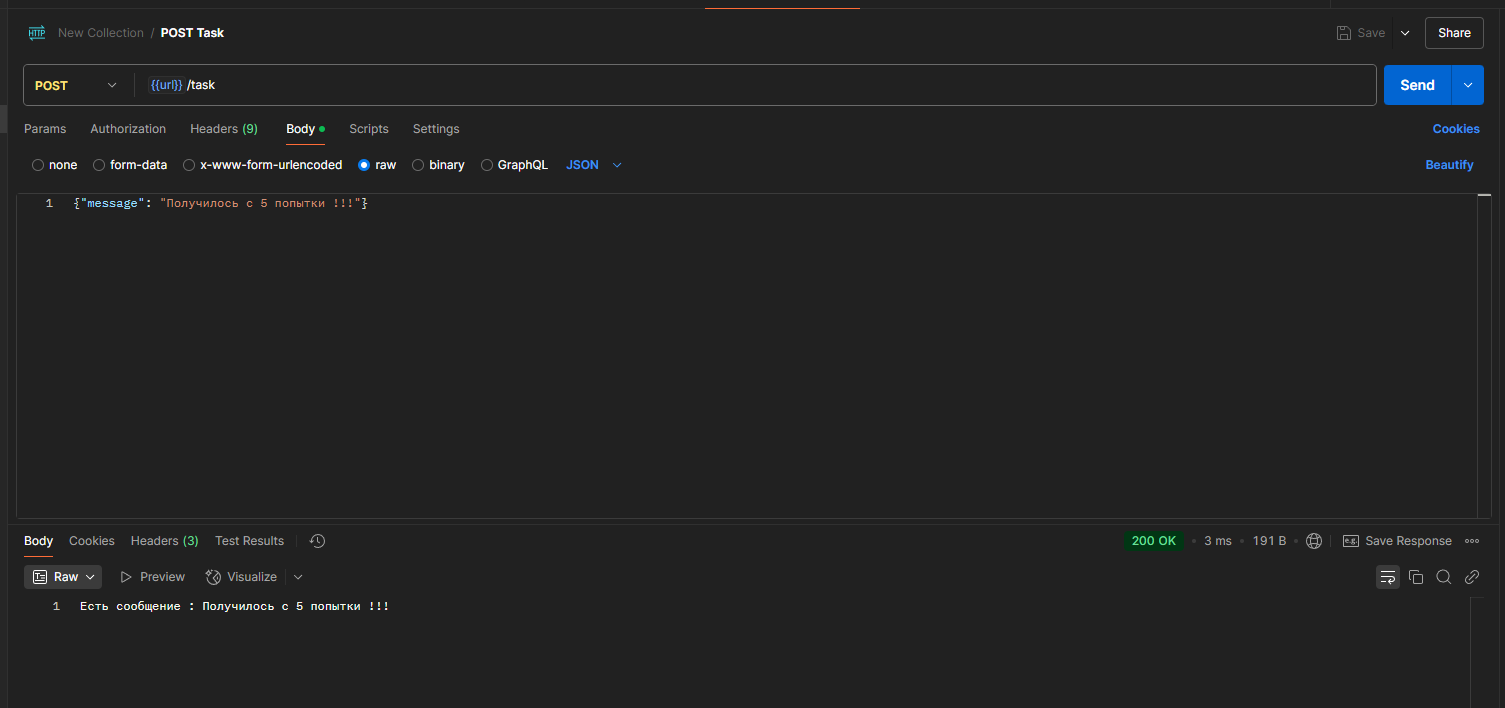 HTTP New Collection / POST Task Save Share
POST {{url}} /task Send
Params Authorization Headers (9) Body Scripts Settings Cookies
none form-data x-www-form-urlencoded raw binary GraphQL JSON Beautify
1 {"message": "Получилось с 5 попытки !!!"}
Body Cookies Headers (3) Test Results 200 OK • 3 ms • 191 B • e.g. Save Response
Raw Preview Visualize
1 Есть сообщение : Получилось с 5 попытки !!!